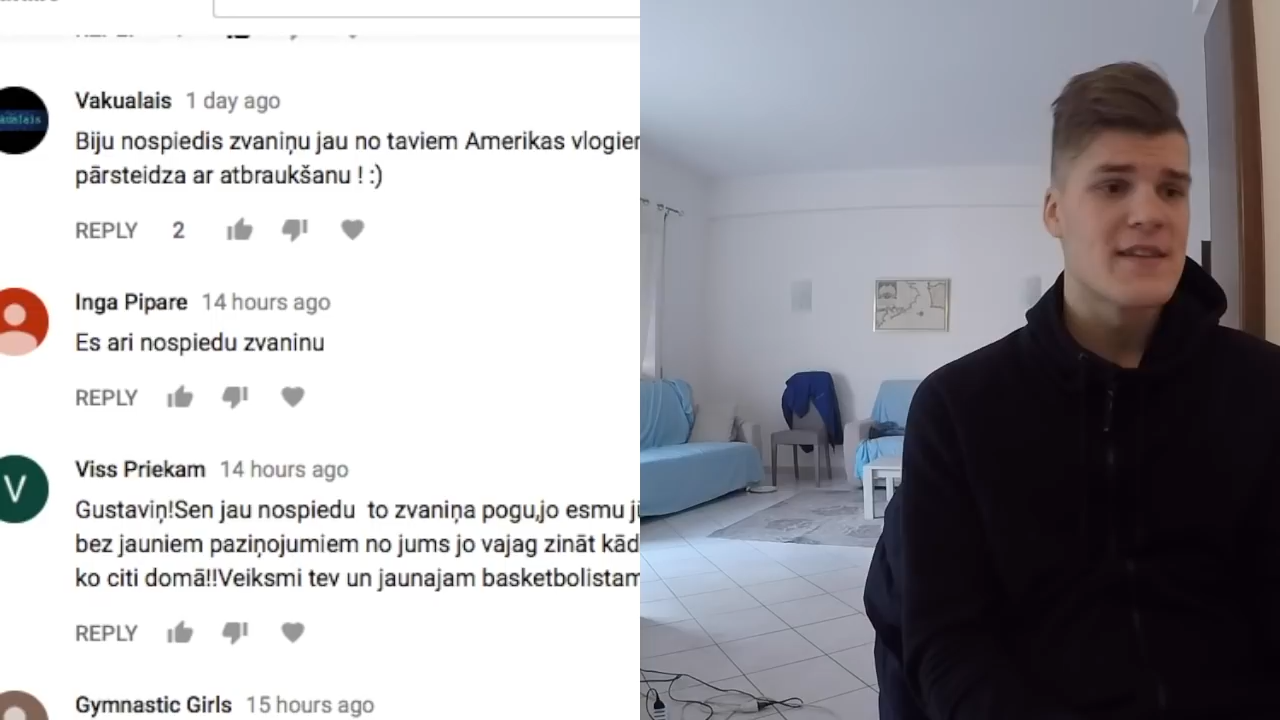 Vakualais 1 day ago
Biju nospiedis zvaniņu jau no taviem Amerikas
pārsteidza ar atbraukšanu ! :)
REPLY 2
Inga Pipare 14 hours ago
Es ari nospiedu zvaninu
REPLY
V
Viss Priekam 14 hours ago
Gustaviņ!Sen jau nospiedu to zvaniņa pogu,jo esmu
bez jauniem paziņojumiem no jums jo vajag zināt
ko citi domā!!Veiksmi tev un jaunajam
REPLY
Gymnastic Girls 15 hours ago